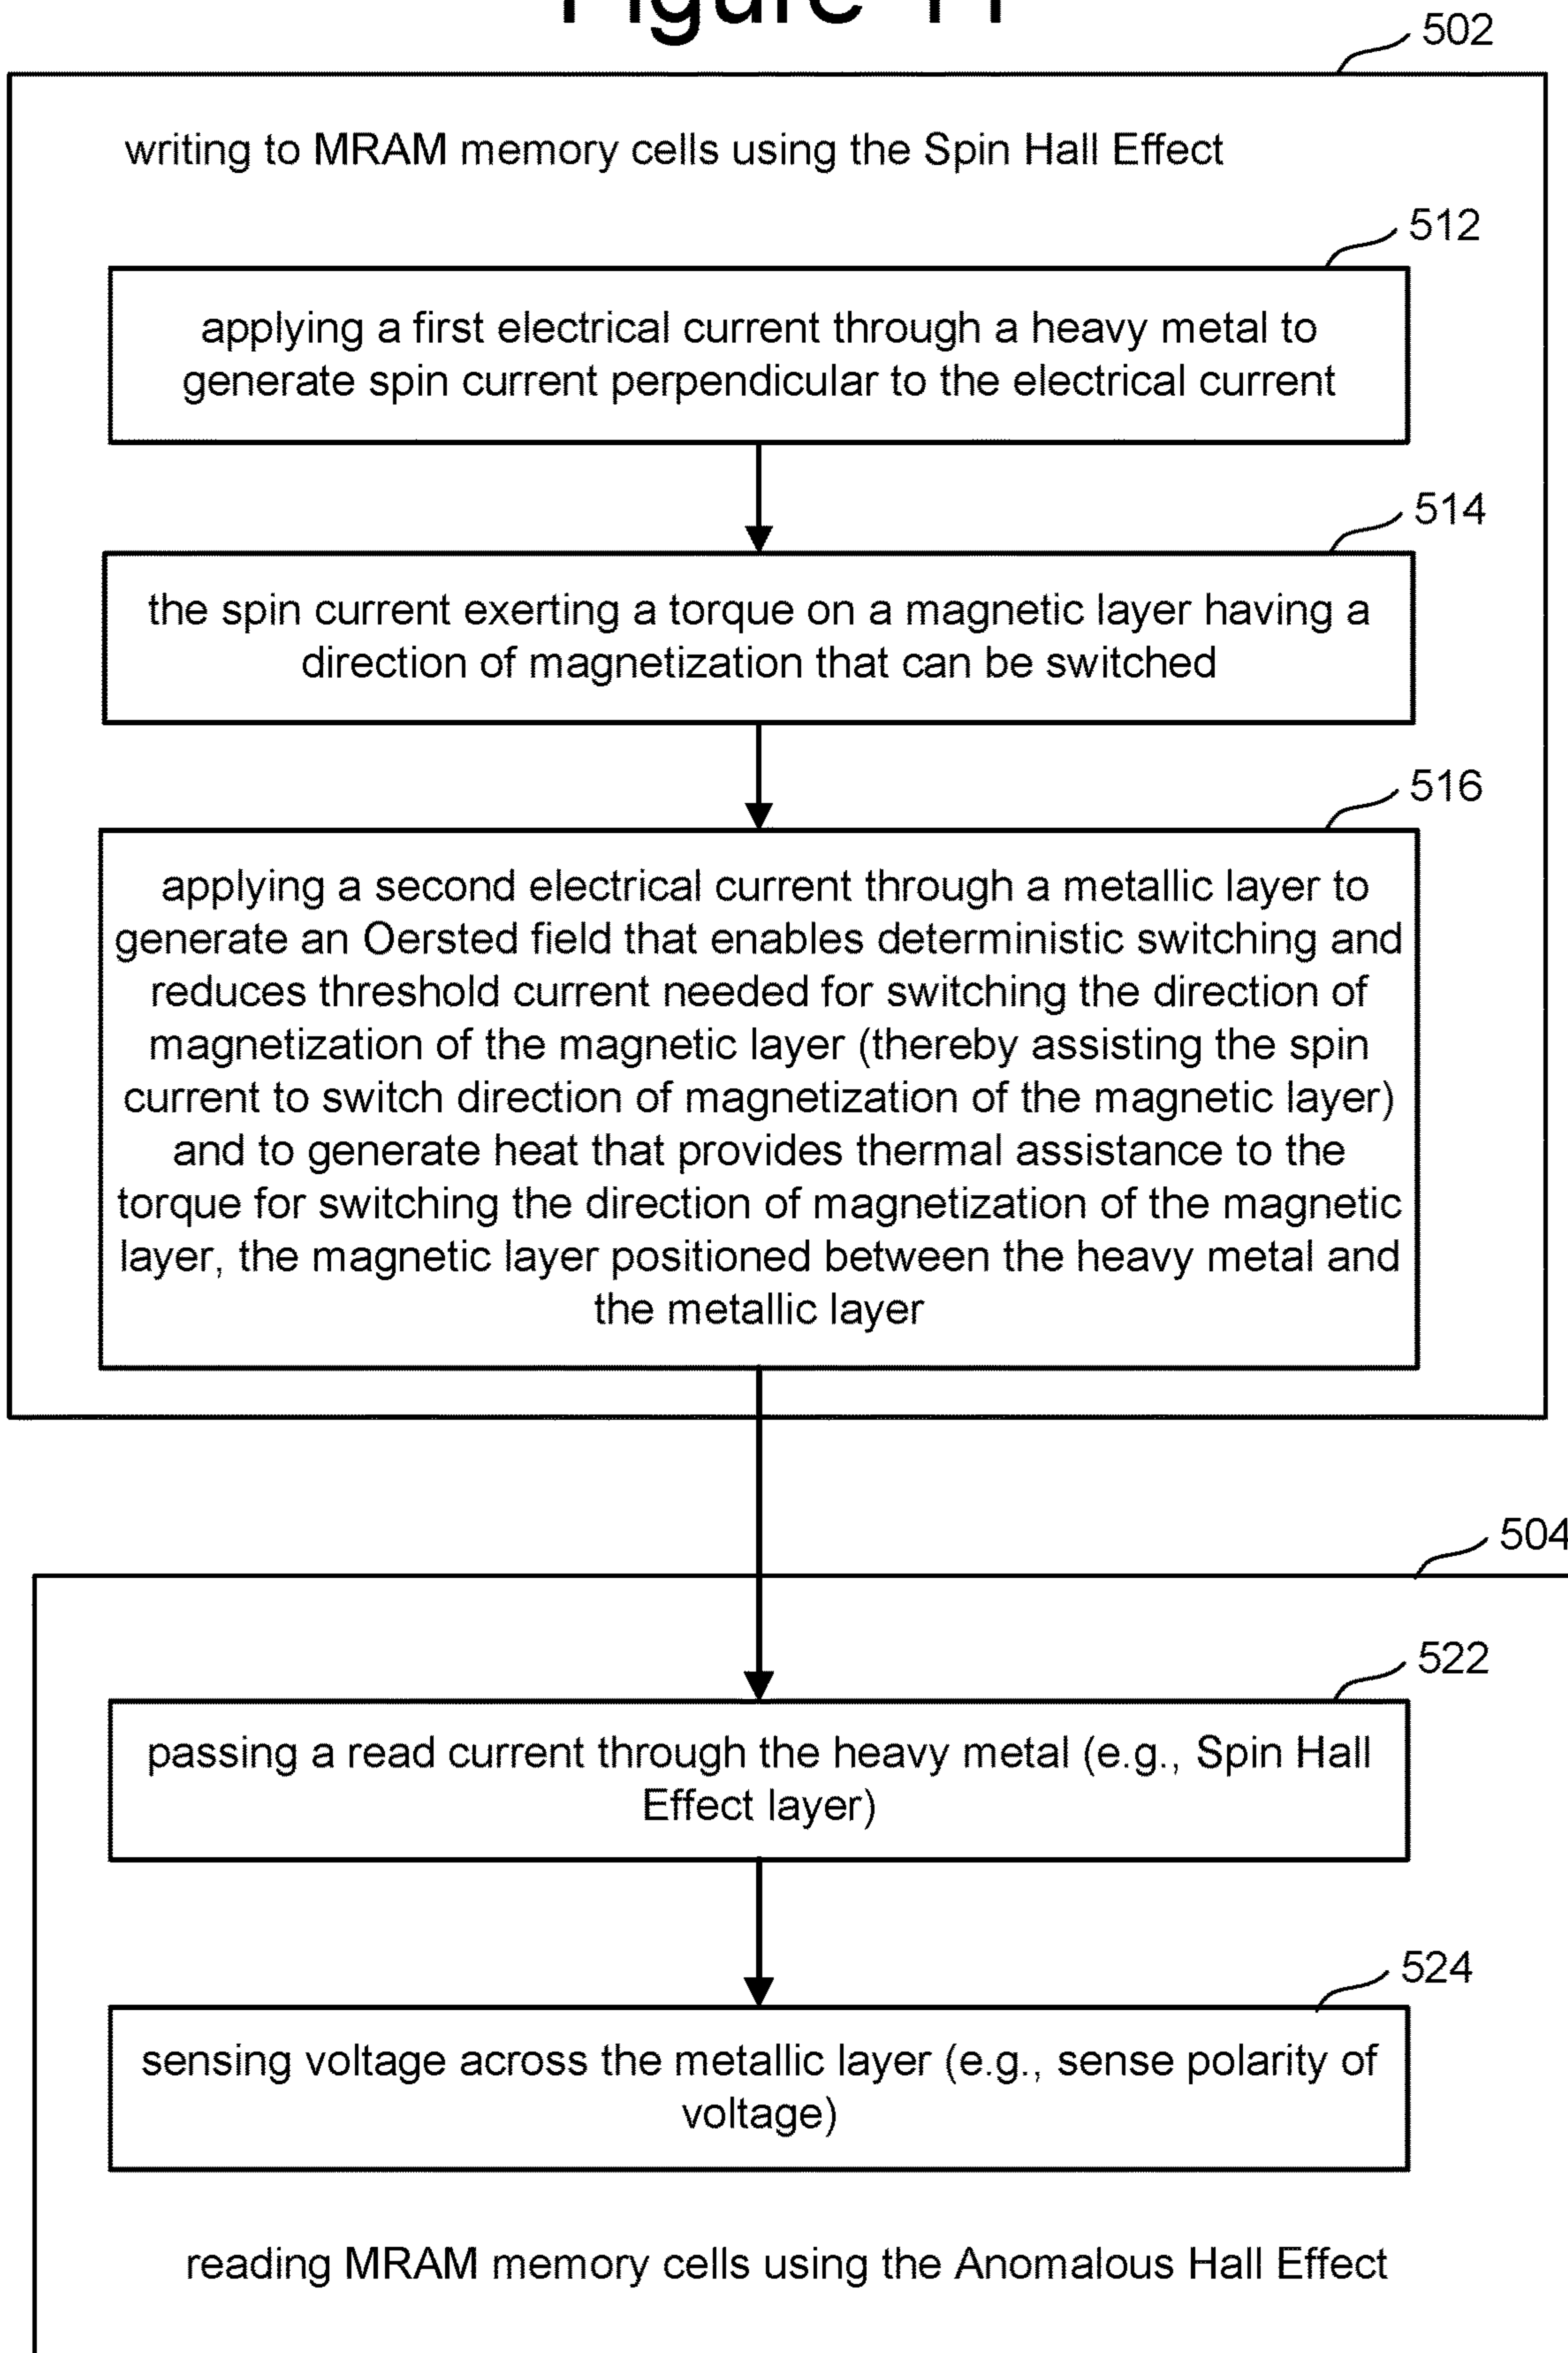 Figure
502
writing to MRAM memory cells using the Spin Hall Effect
512
applying a first electrical current through a heavy metal to
generate spin current perpendicular to the electrical current
514
the spin current exerting a torque on a magnetic layer having a
direction of magnetization that can be switched
516
applying a second electrical current through a metallic layer to
generate an Oersted field that enables deterministic switching and
reduces threshold current needed for switching the direction of
magnetization of the magnetic layer (thereby assisting the spin
current to switch direction of magnetization of the magnetic layer)
and to generate heat that provides thermal assistance to the
torque for switching the direction of magnetization of the magnetic
layer, the magnetic layer positioned between the heavy metal and
the metallic layer
504
522
passing a read current through the heavy metal (e.g., Spin Hall
Effect layer)
524
sensing voltage across the metallic layer (e.g., sense polarity of
voltage)
reading MRAM memory cells using the Anomalous Hall Effect